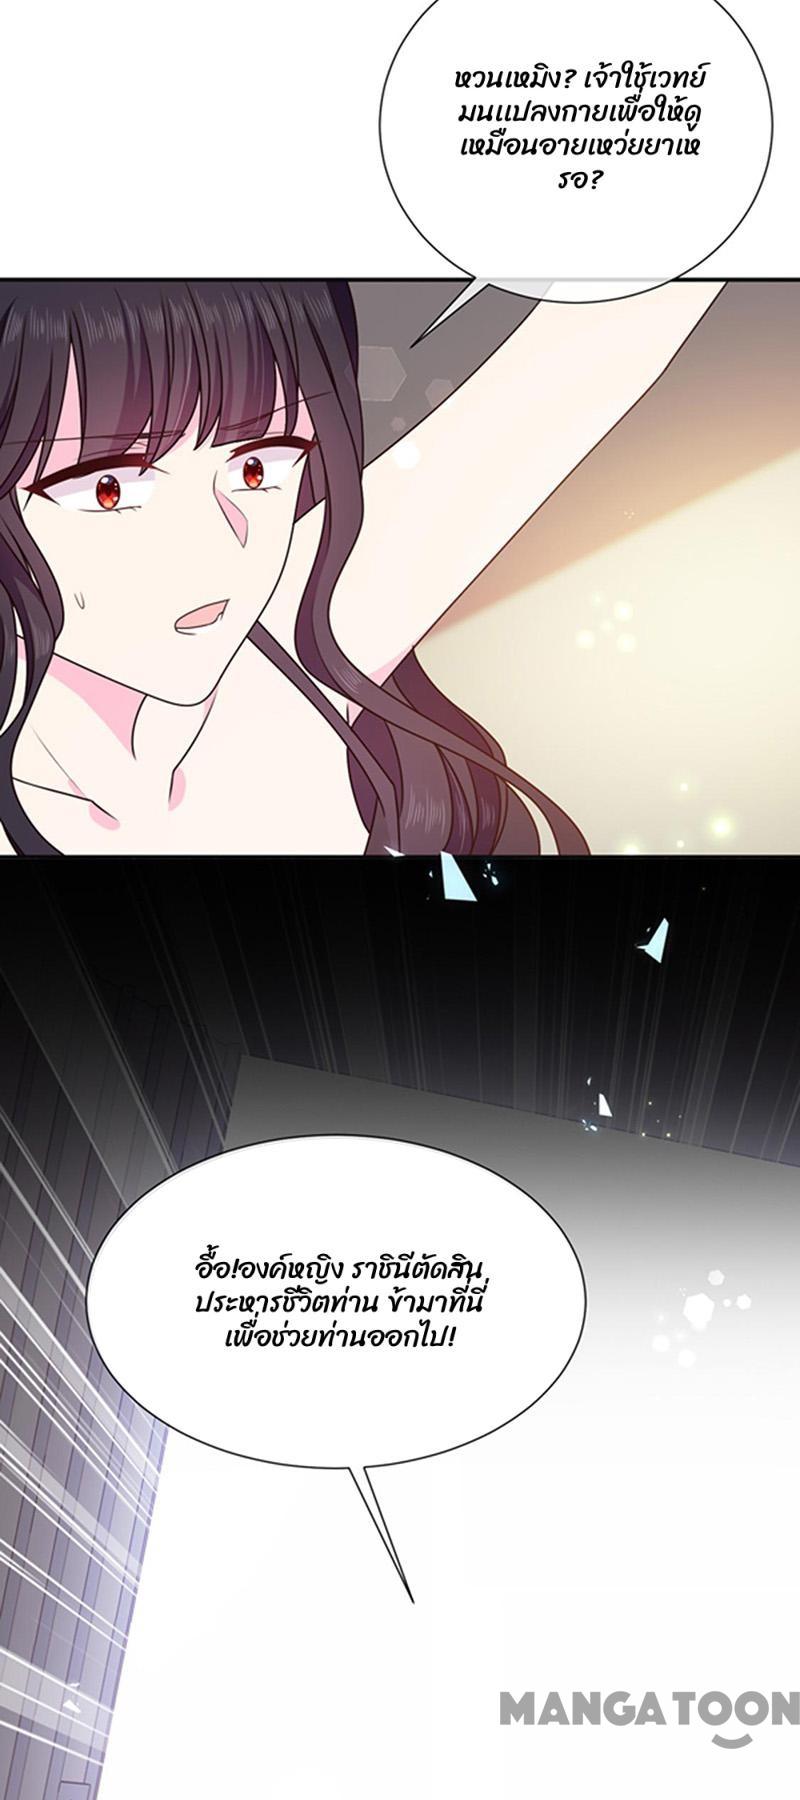 หวนเหมิง? เจ้าใช้เวทย์
มนแปลงกายเพื่อให้ดู
เหมือนอายเหว่ยยาเห
รอ?
อื้อ!องค์หญิง ราชินีตัดสิน
ประหารชีวิตท่าน ข้ามาที่นี่
เพื่อช่วยท่านออกไป!
MANGATOON